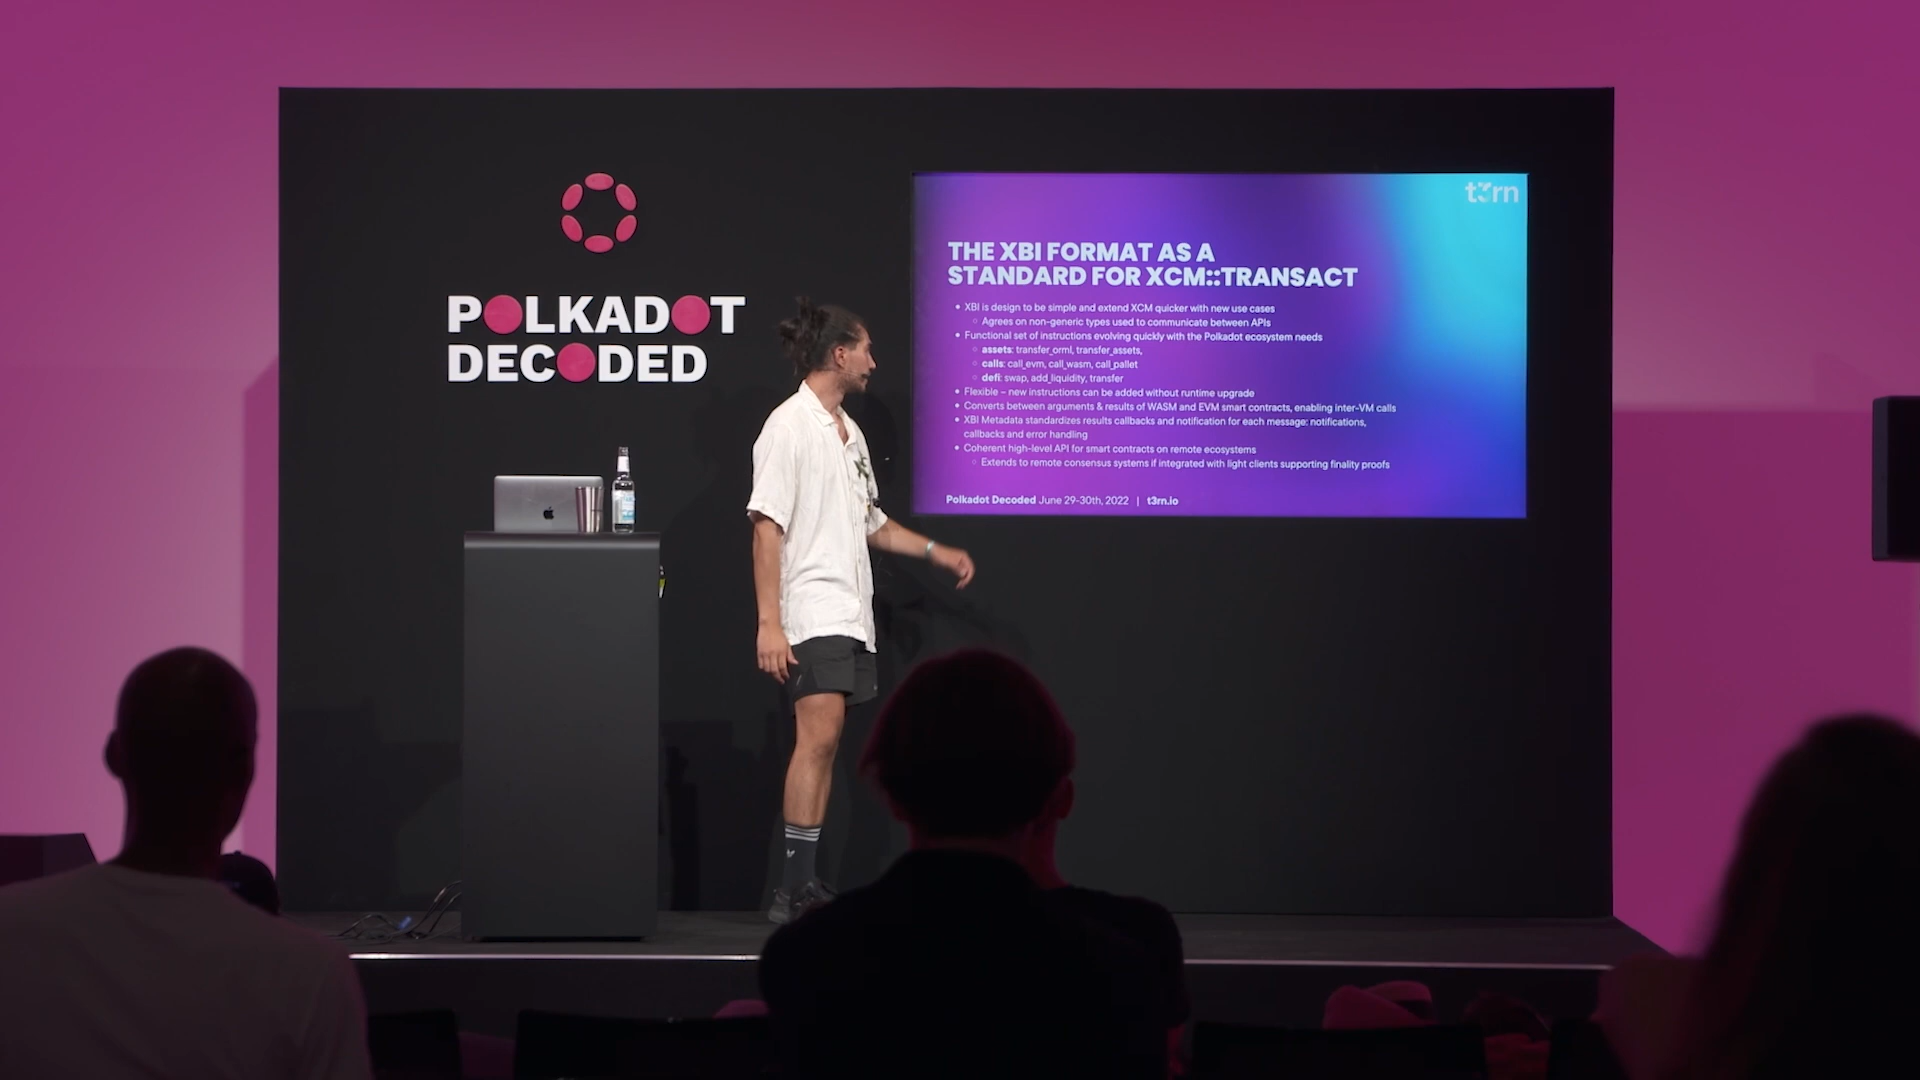 POLKADOT
DECODED
t3rn
THE XBI FORMAT AS A
STANDARD FOR XCM::TRANSACT
• XBI is design to be simple and extend XCM quicker with new use cases
○ Agrees on non-generic types used to communicate between APIs
• Functional set of instructions evolving quickly with the Polkadot ecosystem needs
○ assets: transfer_orml, transfer_assets,
○ calls: call_evm, call_wasm, call_pallet
○ defi: swap, add_liquidity, transfer
• Flexible – new instructions can be added without runtime upgrade
• Converts between arguments & results of WASM and EVM smart contracts, enabling inter-VM calls
• XBI Metadata standardizes results callbacks and notification for each message: notifications,
callbacks and error handling
• Coherent high-level API for smart contracts on remote ecosystems
○ Extends to remote consensus systems if integrated with light clients supporting finality proofs
Polkadot Decoded June 29-30th, 2022 | t3rn.io